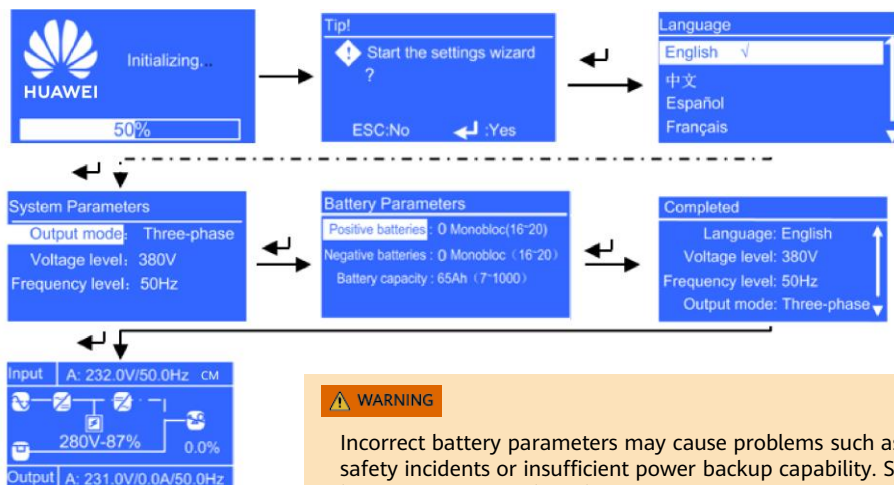 HUAWEI
Initializing...
50%
Tip!
Start the settings wizard
?
ESC:No ↵ :Yes
Language
English √
中文
Español
Français
System Parameters
Output mode: Three-phase
Voltage level: 380V
Frequency level: 50Hz
Battery Parameters
Positive batteries : 0 Monobloc(16~20)
Negative batteries : 0 Monobloc (16~20)
Battery capacity : 65Ah (7~1000)
Completed
Language: English
Voltage level: 380V
Frequency level: 50Hz
Output mode: Three-phase
Input A: 232.0V/50.0Hz CM
280V-87% 0.0%
Output A: 231.0V/0.0A/50.0Hz
WARNING
Incorrect battery parameters may cause problems such as
safety incidents or insufficient power backup capability. S